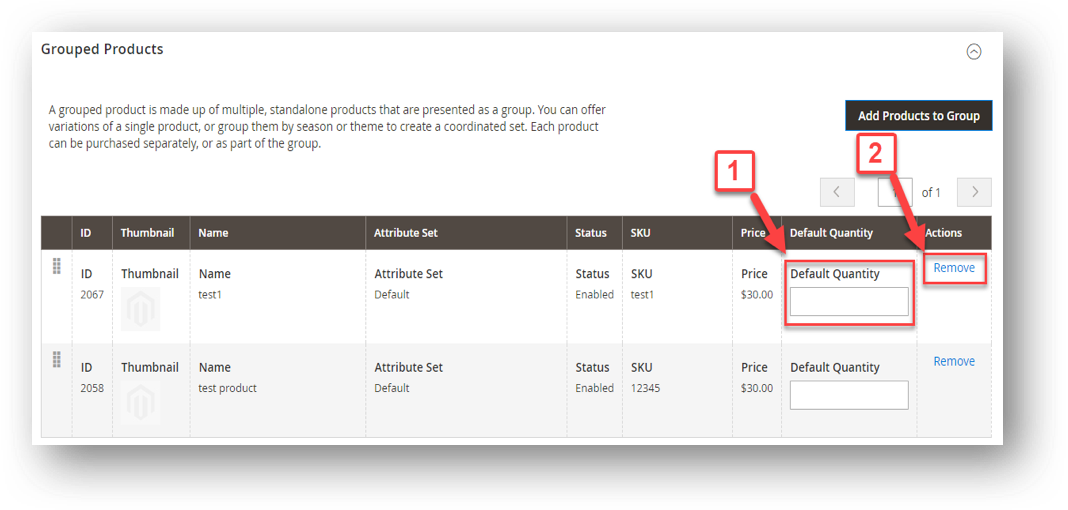 Grouped Products
A grouped product is made up of multiple, standalone products that are presented as a group. You can offer
variations of a single product, or group them by season or theme to create a coordinated set. Each product
can be purchased separately, or as part of the group.
Add Products to Group
1
2
of 1
ID Thumbnail Name Attribute Set Status SKU Price Default Quantity Actions
ID Thumbnail Name Attribute Set Status SKU Price Default Quantity Remove
2067 test1 Default Enabled test1 $30.00
ID Thumbnail Name Attribute Set Status SKU Price Default Quantity Remove
2058 test product Default Enabled 12345 $30.00